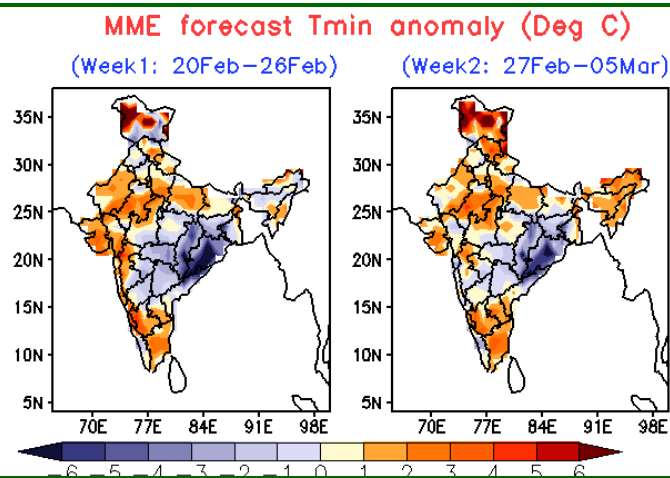 MME forecast Tmin anomaly (Deg C)
(Week1: 20Feb−26Feb) (Week2: 27Feb−05Mar)
35N 35N
30N 30N
25N 25N
20N 20N
15N 15N
10N 10N
5N 5N
70E 77E 84E 91E 98E 70E 77E 84E 91E 98E
−6 −5 −4 −3 −2 −1 0 1 2 3 4 5 6